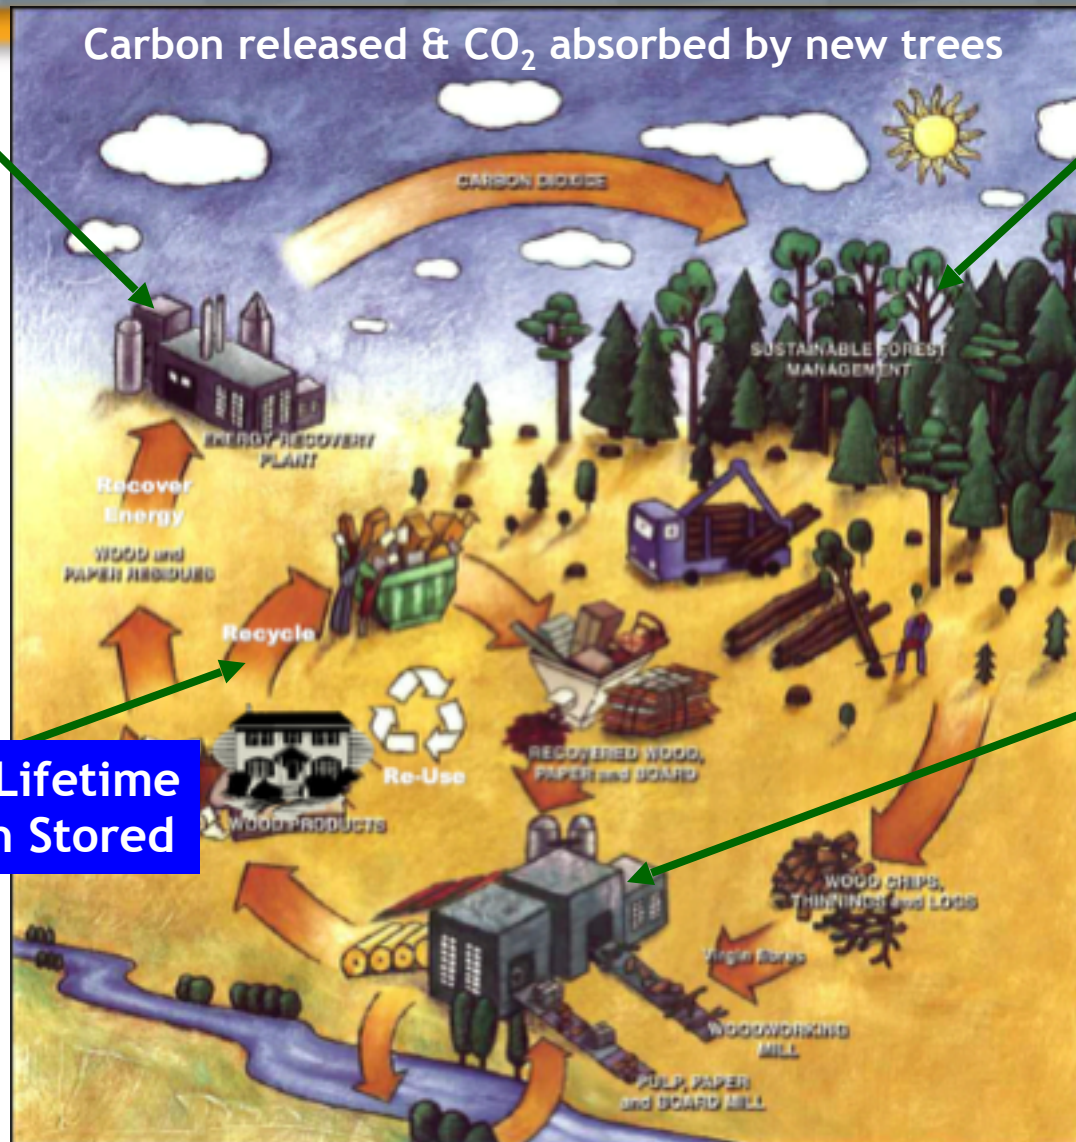 Carbon released & CO₂ absorbed by new trees
CARBON DIOXIDE
SUSTAINABLE FOREST
MANAGEMENT
ENERGY RECOVERY
PLANT
Recover
Energy
WOOD and
PAPER RESIDUES
Recycle
Re-Use
RECOVERED WOOD,
PAPER and BOARD
Lifetime
Stored
WOOD PRODUCTS
WOOD CHIPS,
THINNINGS and LOGS
Virgin fibres
WOODWORKING
MILL
PULP, PAPER
and BOARD MILL